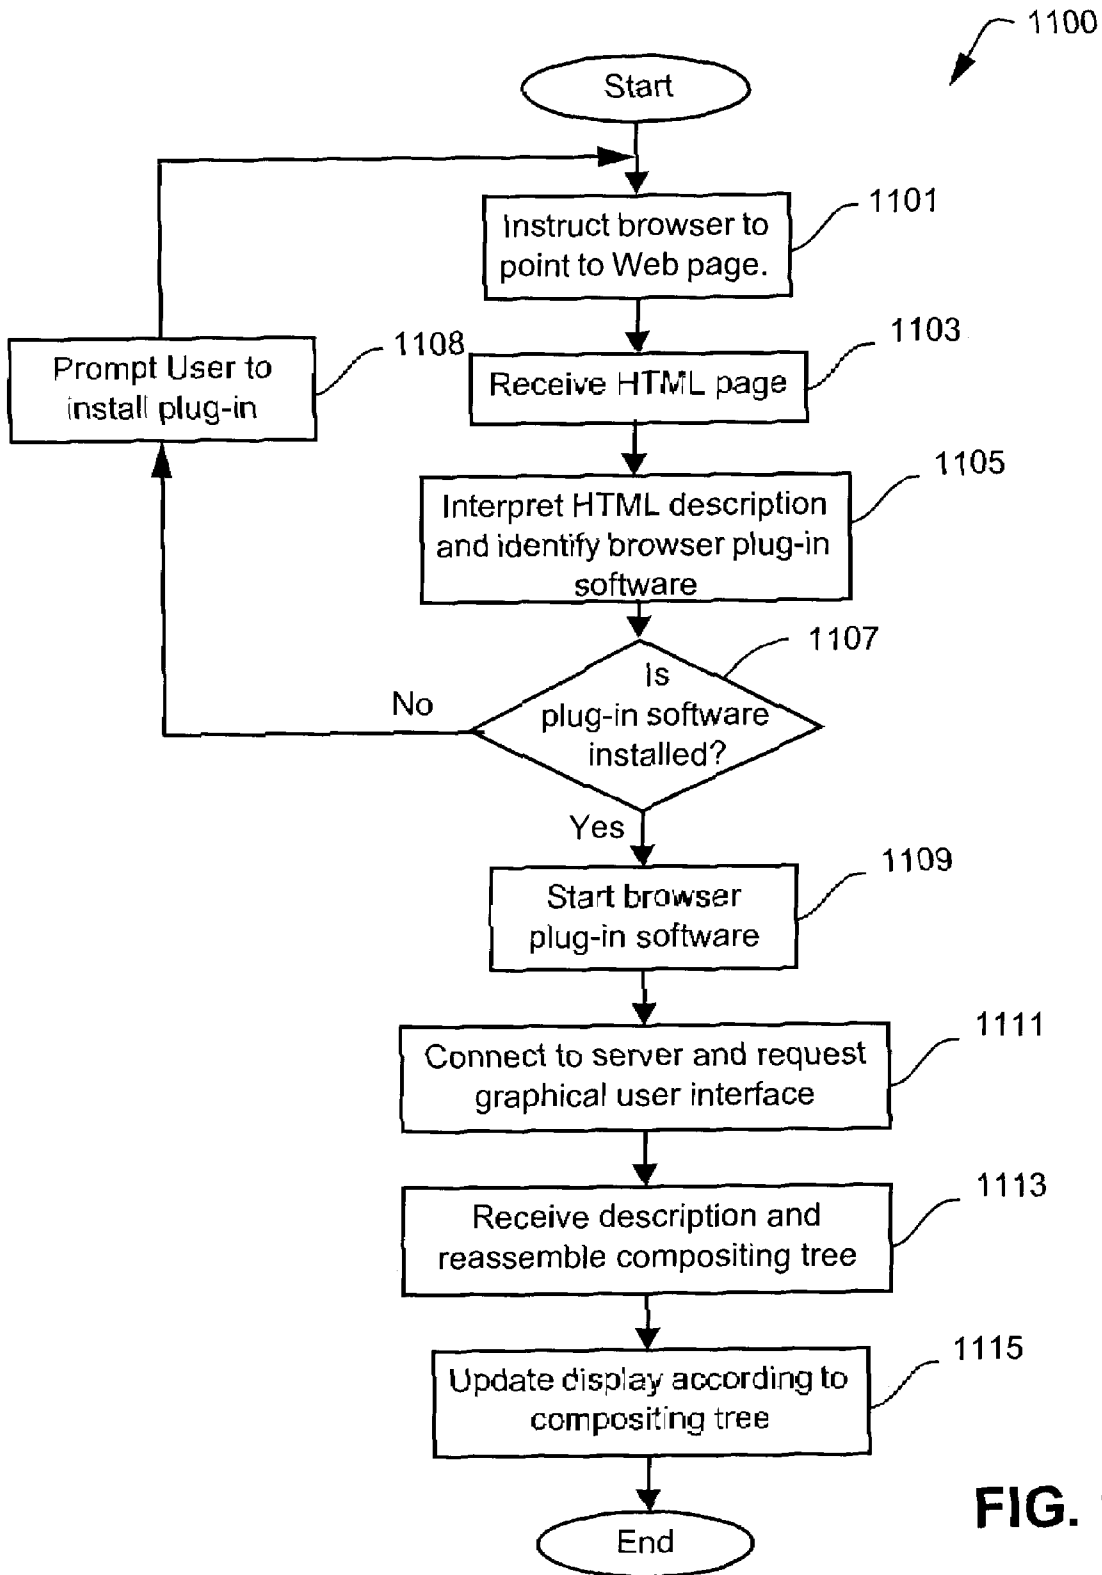 1100
Start
Instruct browser to
point to Web page.
1101
Receive HTML page
1103
Prompt User to
install plug-in
1108
Interpret HTML description
and identify browser plug-in
software
1105
Is
plug-in software
installed?
1107
No
Yes
Start browser
plug-in software
1109
Connect to server and request
graphical user interface
1111
Receive description and
reassemble compositing tree
1113
Update display according to
compositing tree
1115
End
FIG.